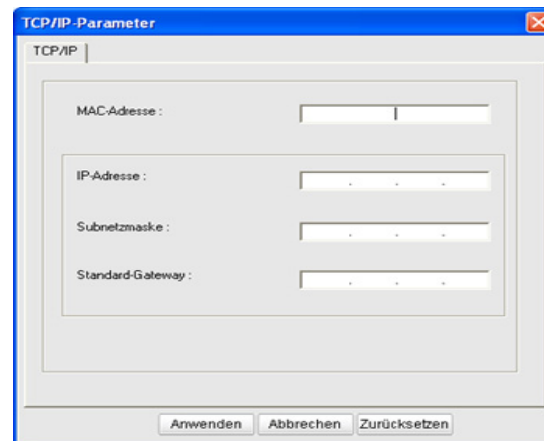 TCP/IP-Parameter
TCP/IP
MAC-Adresse :
IP-Adresse :
. . .
Subnetzmaske :
. . .
Standard-Gateway :
. . .
Anwenden Abbrechen Zurücksetzen